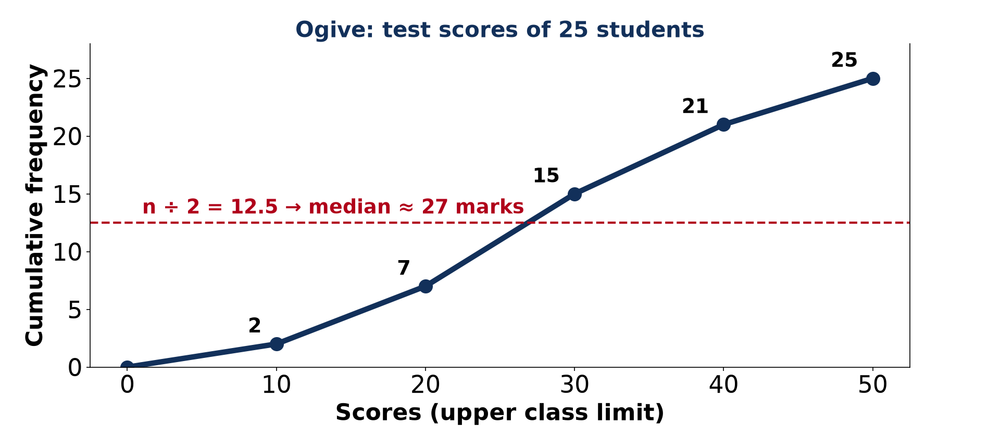 Ogive: test scores of 25 students
Cumulative frequency
25
20
15
10
5
0
25
21
15
n ÷ 2 = 12.5 → median ≈ 27 marks
7
2
0 10 20 30 40 50
Scores (upper class limit)